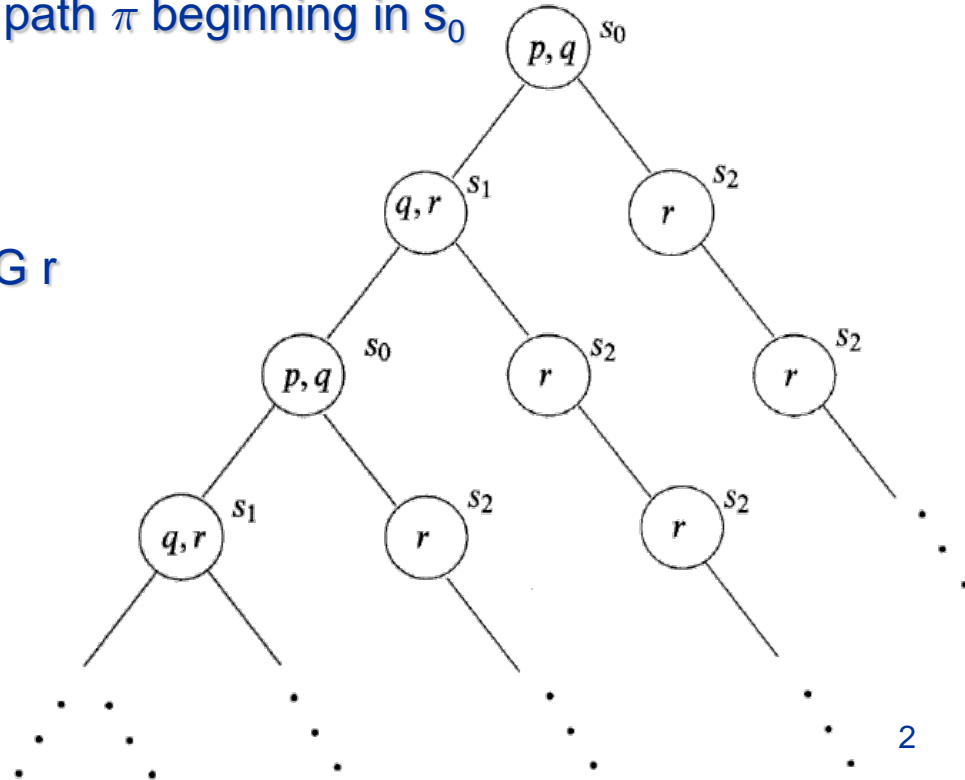 path π beginning in s0
s0
p, q
s1
s2
q, r
r
G r
s0
s2
s2
p, q
r
r
s1
s2
s2
q, r
r
r
2